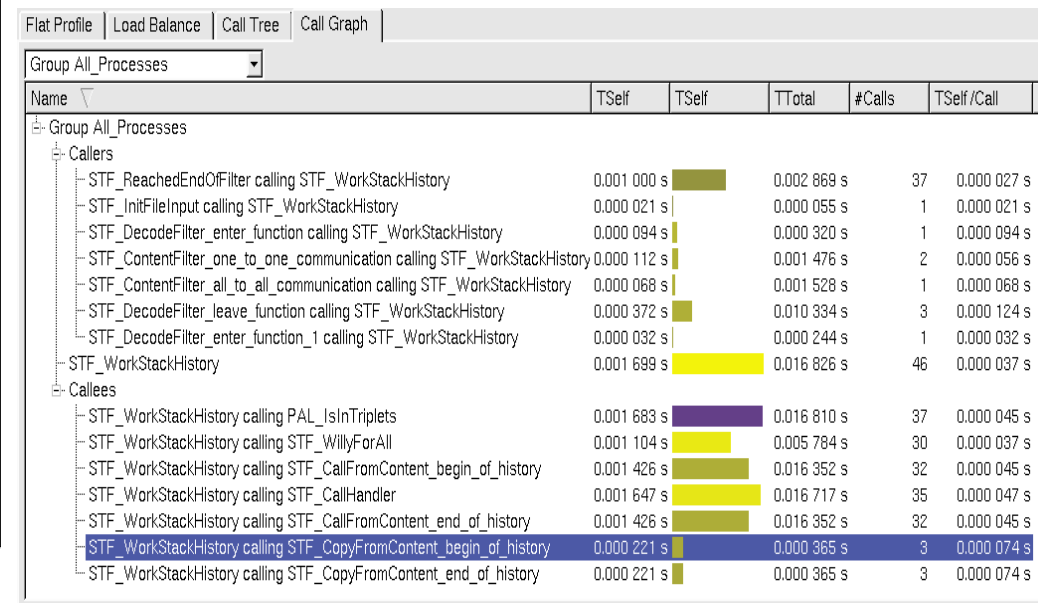 Flat Profile Load Balance Call Tree Call Graph
Group All_Processes
Name TSelf TSelf TTotal #Calls TSelf/Call
Group All_Processes
Callers
STF_ReachedEndOfFilter calling STF_WorkStackHistory 0.001 000 s 0.002 869 s 37 0.000 027 s
STF_InitFileInput calling STF_WorkStackHistory 0.000 021 s 0.000 055 s 1 0.000 021 s
STF_DecodeFilter_enter_function calling STF_WorkStackHistory 0.000 094 s 0.000 320 s 1 0.000 094 s
STF_ContentFilter_one_to_one_communication calling STF_WorkStackHistory 0.000 112 s 0.001 476 s 2 0.000 056 s
STF_ContentFilter_all_to_all_communication calling STF_WorkStackHistory 0.000 068 s 0.001 528 s 1 0.000 068 s
STF_DecodeFilter_leave_function calling STF_WorkStackHistory 0.000 372 s 0.010 334 s 3 0.000 124 s
STF_DecodeFilter_enter_function_1 calling STF_WorkStackHistory 0.000 032 s 0.000 244 s 1 0.000 032 s
STF_WorkStackHistory 0.001 699 s 0.016 826 s 46 0.000 037 s
Callees
STF_WorkStackHistory calling PAL_IsInTriplets 0.001 683 s 0.016 810 s 37 0.000 045 s
STF_WorkStackHistory calling STF_WillyForAll 0.001 104 s 0.005 784 s 30 0.000 037 s
STF_WorkStackHistory calling STF_CallFromContent_begin_of_history 0.001 426 s 0.016 352 s 32 0.000 045 s
STF_WorkStackHistory calling STF_CallHandler 0.001 647 s 0.016 717 s 35 0.000 047 s
STF_WorkStackHistory calling STF_CallFromContent_end_of_history 0.001 426 s 0.016 352 s 32 0.000 045 s
STF_WorkStackHistory calling STF_CopyFromContent_begin_of_history 0.000 221 s 0.000 365 s 3 0.000 074 s
STF_WorkStackHistory calling STF_CopyFromContent_end_of_history 0.000 221 s 0.000 365 s 3 0.000 074 s